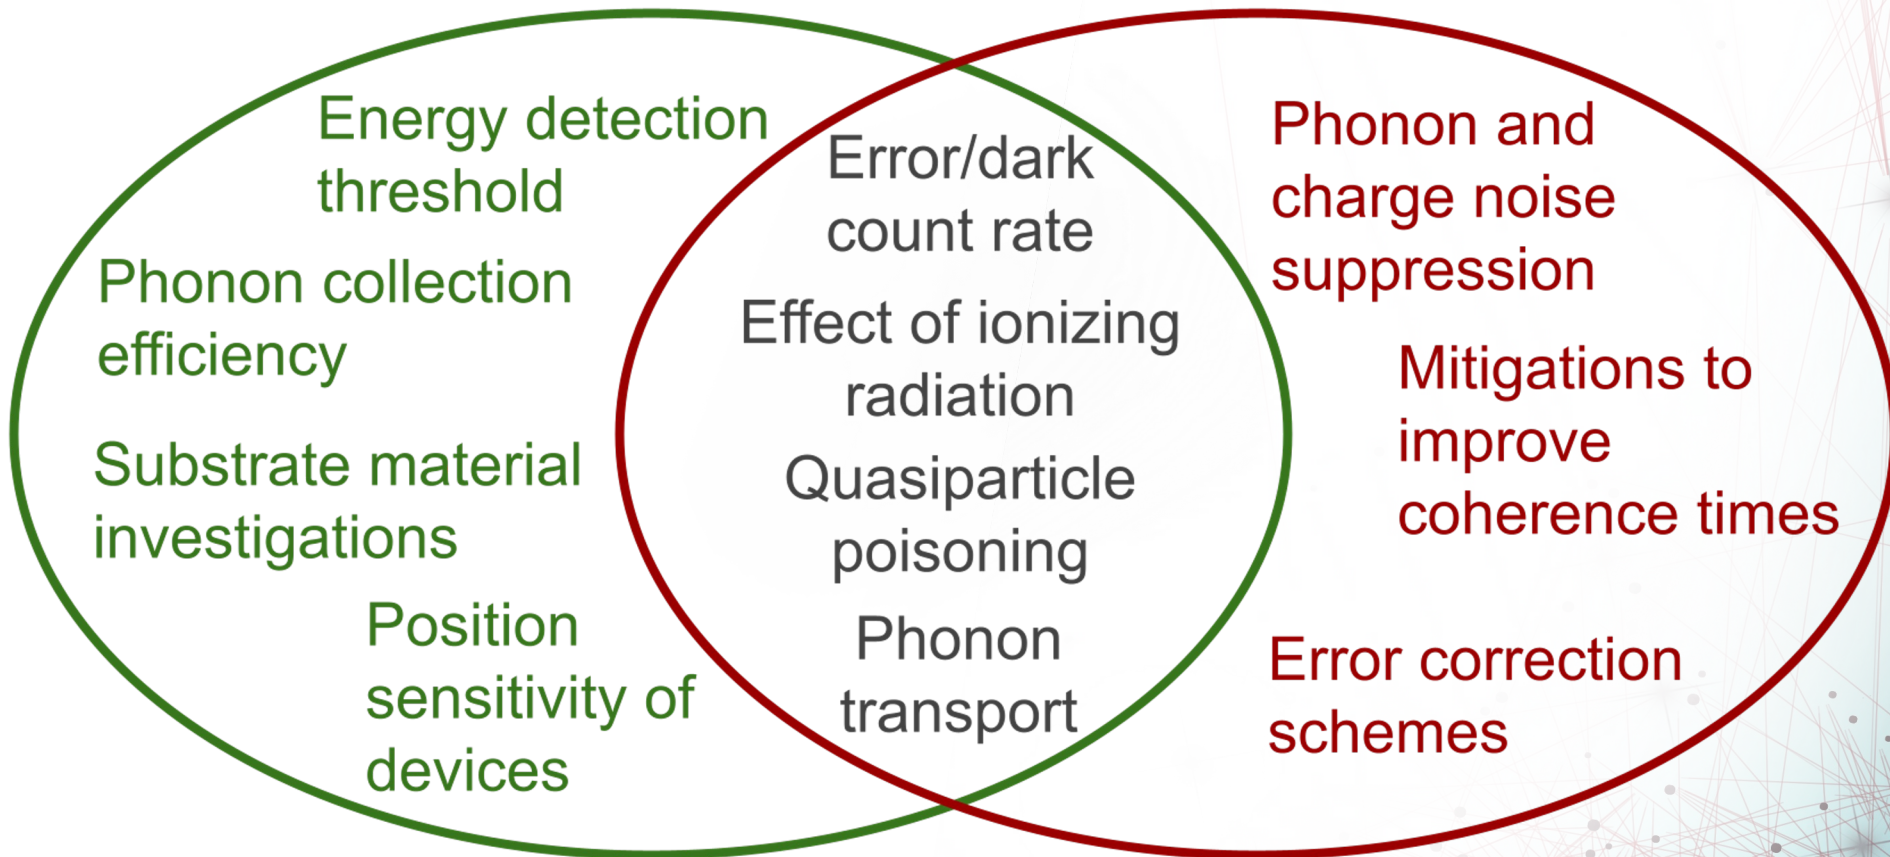 Energy detection
threshold
Phonon collection
efficiency
Substrate material
investigations
Position
sensitivity of
devices
Error/dark
count rate
Effect of ionizing
radiation
Quasiparticle
poisoning
Phonon
transport
Phonon and
charge noise
suppression
Mitigations to
improve
coherence times
Error correction
schemes